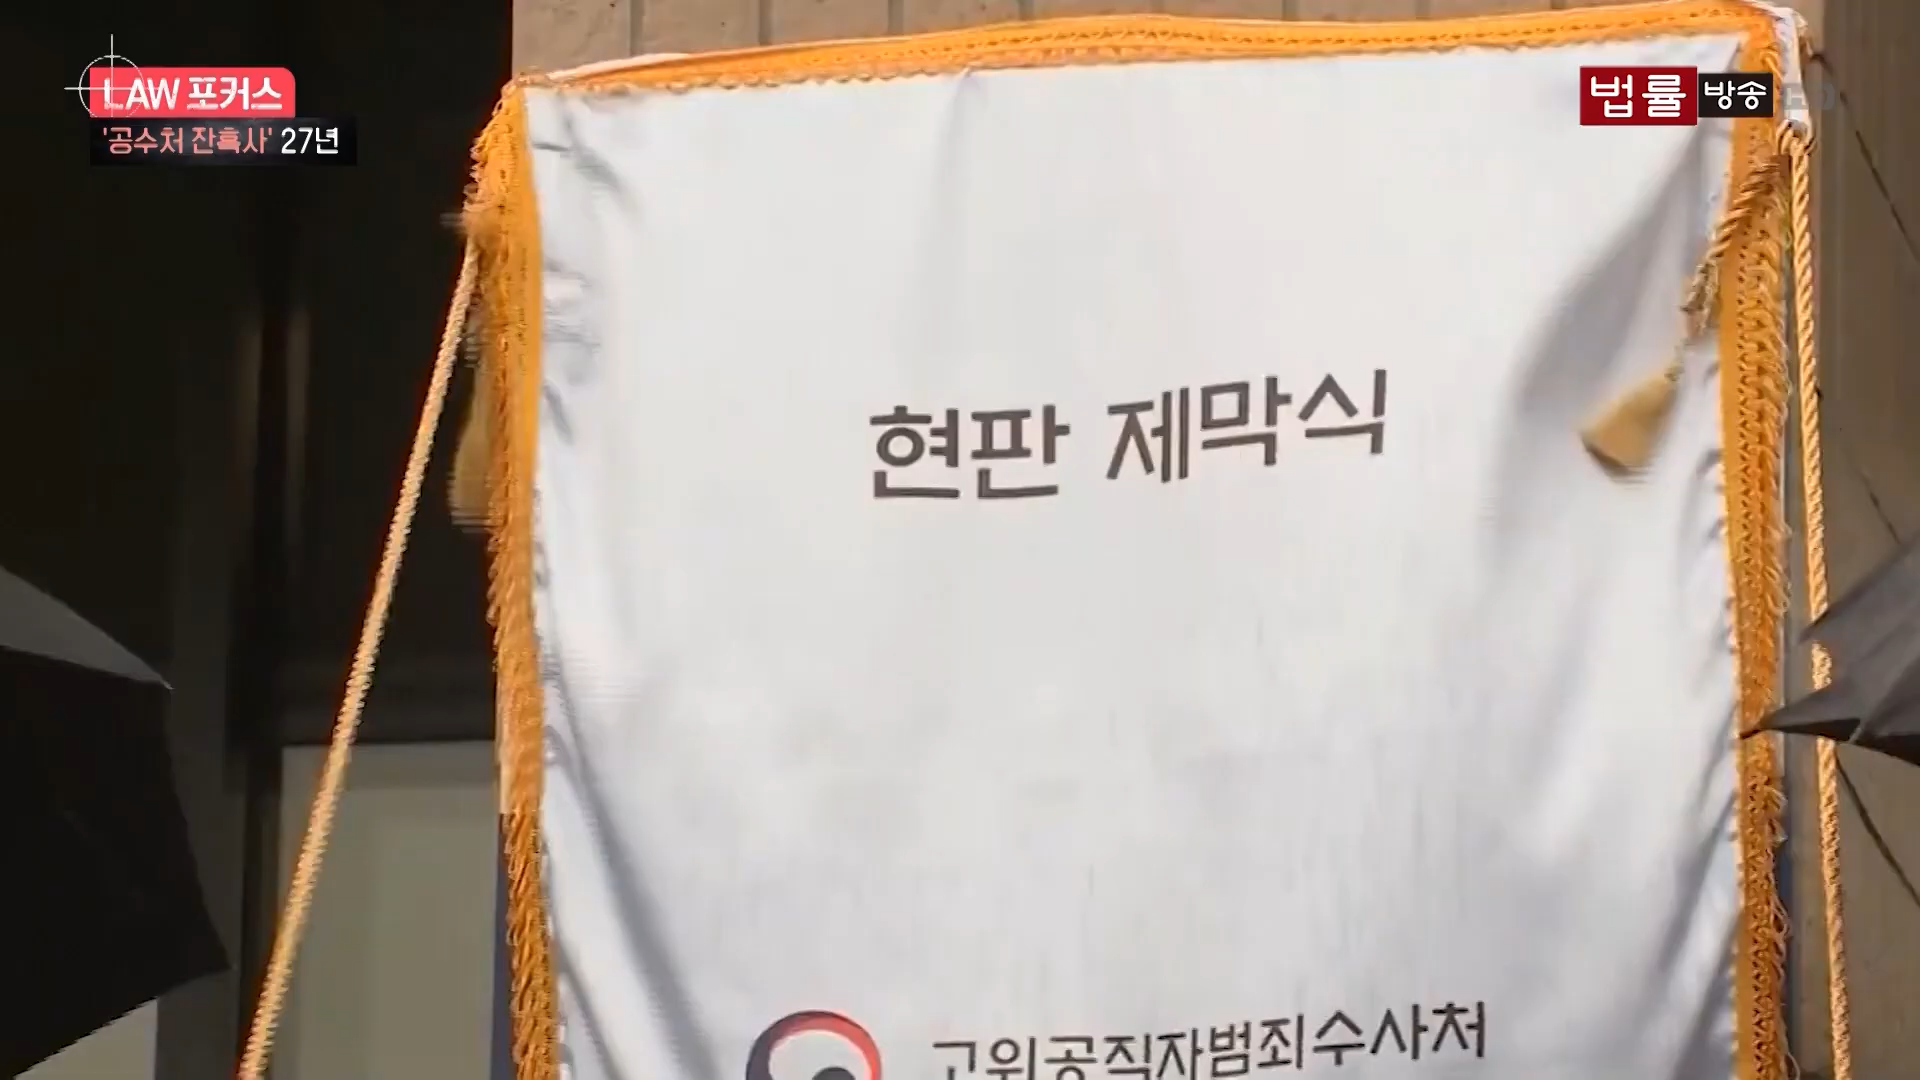 LAW 포커스
'공수처 잔혹사' 27년
법률방송
현판 제막식
고위공직자범죄수사처